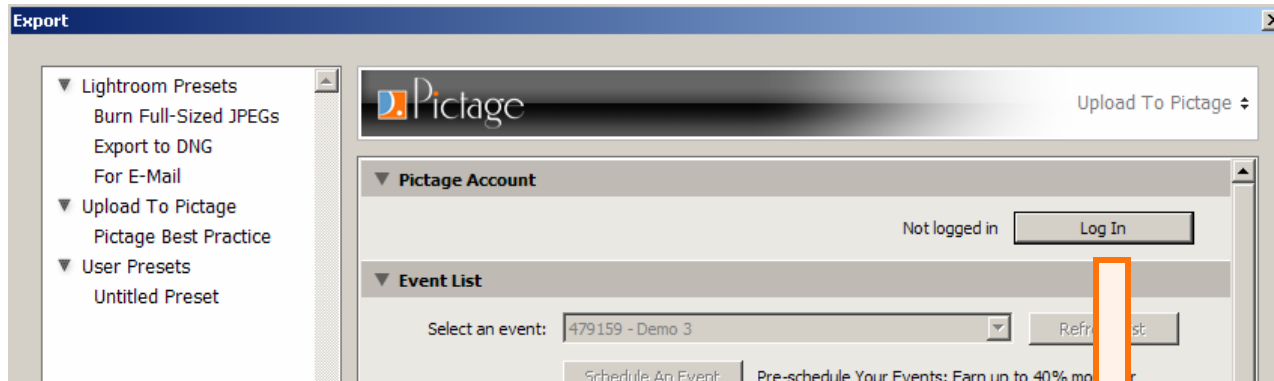 Export
Lightroom Presets
Burn Full-Sized JPEGs
Export to DNG
For E-Mail
Upload To Pictage
Pictage Best Practice
User Presets
Untitled Preset
Pictage
Upload To Pictage
Pictage Account
Not logged in
Log In
Event List
Select an event:
479159 - Demo 3
Schedule An Event
Pre-schedule Your Events: Earn up to 40%